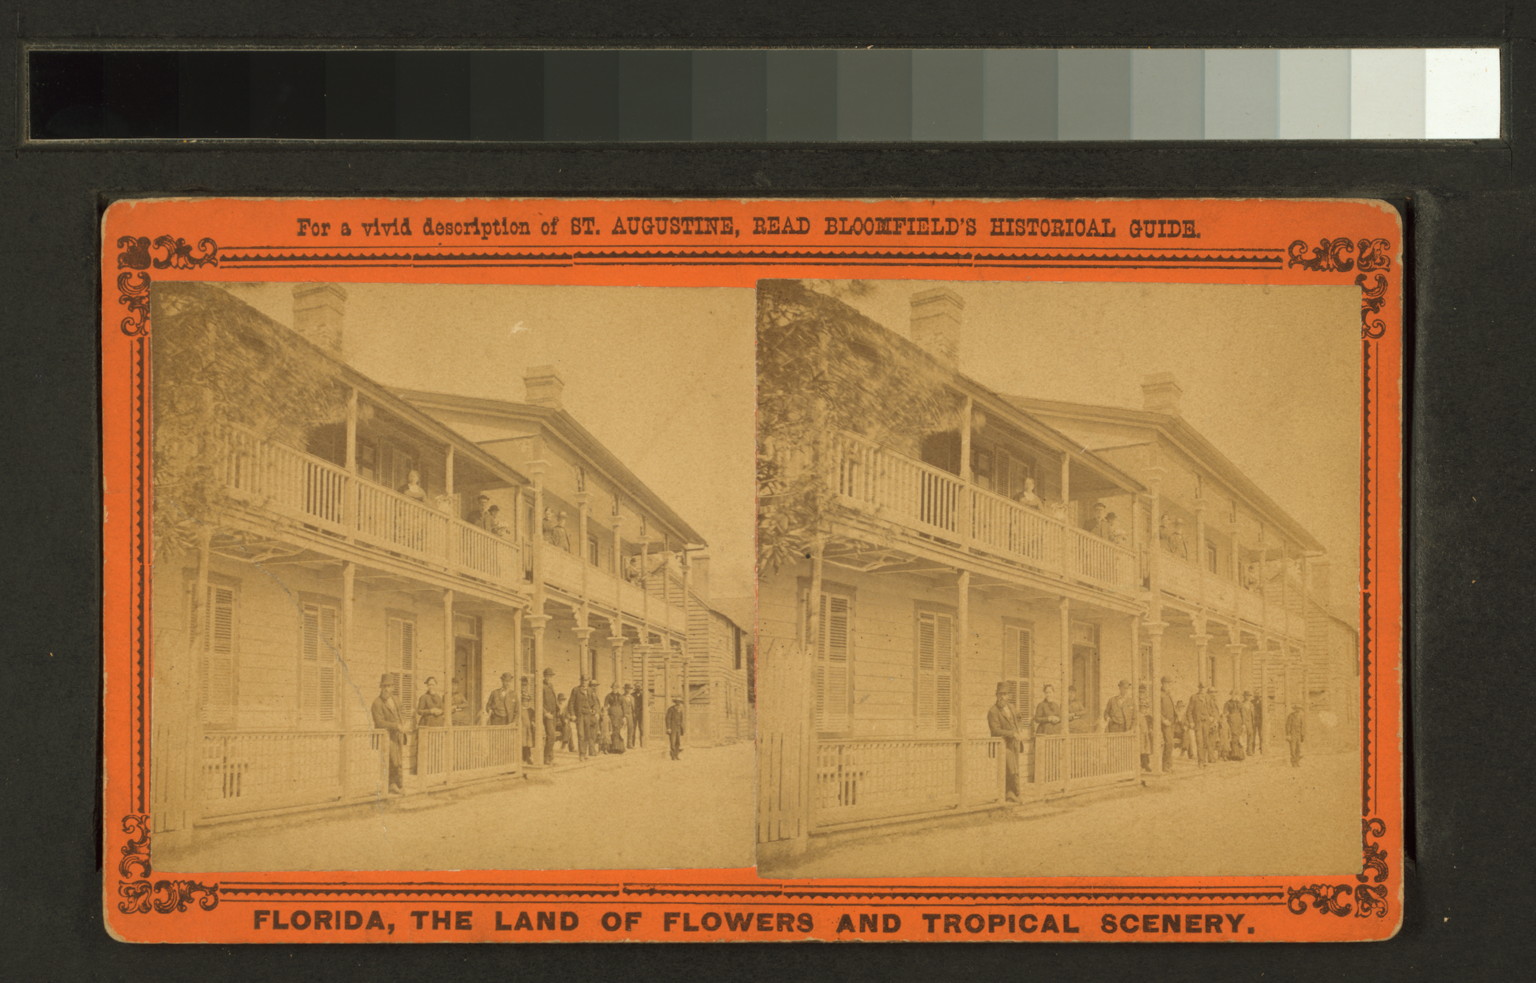 For a vivid description of ST. AUGUSTINE, READ BLOOMFIELD'S HISTORICAL GUIDE.
FLORIDA, THE LAND OF FLOWERS AND TROPICAL SCENERY.